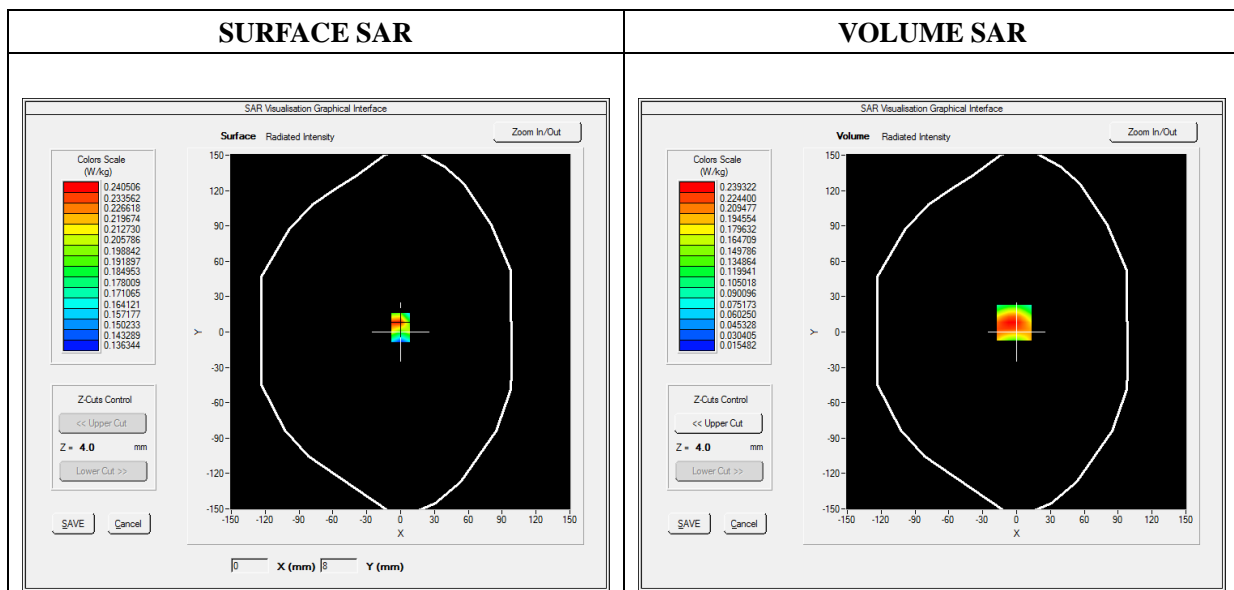 SURFACE SAR
VOLUME SAR
SAR Visualisation Graphical Interface
Surface Radiated Intensity
Zoom In/Out
Colors Scale
(W/kg)
0.240506
0.233562
0.226618
0.219674
0.212730
0.205786
0.198842
0.191897
0.184953
0.178009
0.171065
0.164121
0.157177
0.150233
0.143289
0.136344
Z-Cuts Control
<< Upper Cut
Z = 4.0 mm
Lower Cut >>
SAVE Cancel
150
120
90
60
30
0
-30
-60
-90
-120
-150
Y
-150 -120 -90 -60 -30 0 30 60 90 120 150
X
0 X (mm) 8 Y (mm)
SAR Visualisation Graphical Interface
Volume Radiated Intensity
Zoom In/Out
Colors Scale
(W/kg)
0.239322
0.224400
0.209477
0.194554
0.179632
0.164709
0.149786
0.134864
0.119941
0.105018
0.090096
0.075173
0.060250
0.045328
0.030405
0.015482
Z-Cuts Control
<< Upper Cut
Z = 4.0 mm
Lower Cut >>
SAVE Cancel
150
120
90
60
30
0
-30
-60
-90
-120
-150
Y
-150 -120 -90 -60 -30 0 30 60 90 120 150
X